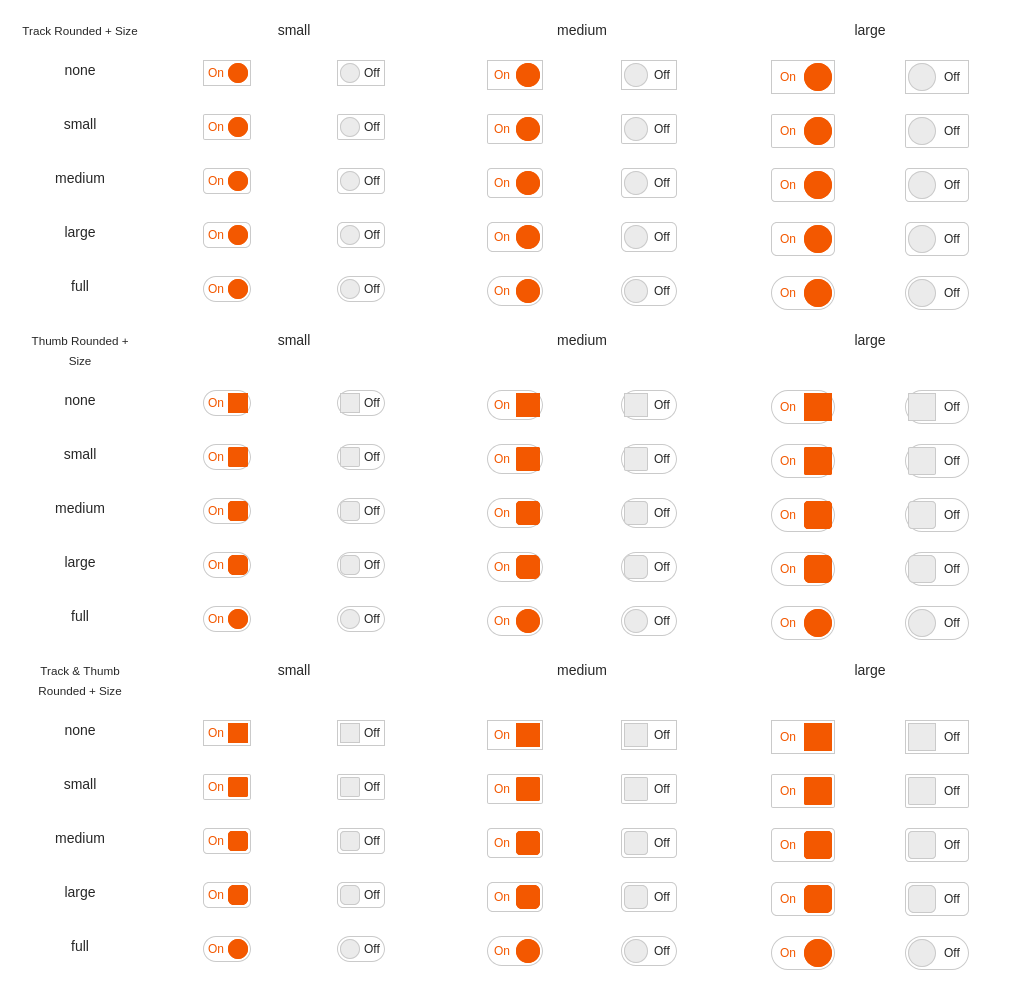 Track Rounded + Size small medium large
none On Off On Off On Off
small On Off On Off On Off
medium On Off On Off On Off
large On Off On Off On Off
full On Off On Off On Off
Thumb Rounded + small medium large
Size
none On Off On Off On Off
small On Off On Off On Off
medium On Off On Off On Off
large On Off On Off On Off
full On Off On Off On Off
Track & Thumb small medium large
Rounded + Size
none On Off On Off On Off
small On Off On Off On Off
medium On Off On Off On Off
large On Off On Off On Off
full On Off On Off On Off